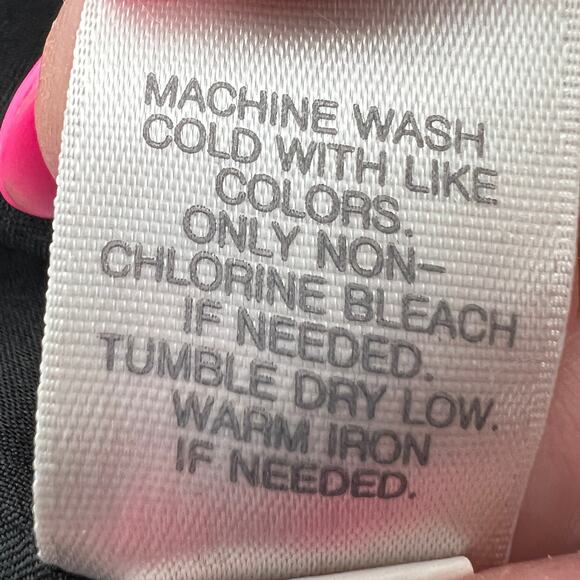 MACHINE WASH
COLD WITH LIKE
COLORS.
ONLY NON-
CHLORINE BLEACH
IF NEEDED.
TUMBLE DRY LOW.
WARM IRON
IF NEEDED.